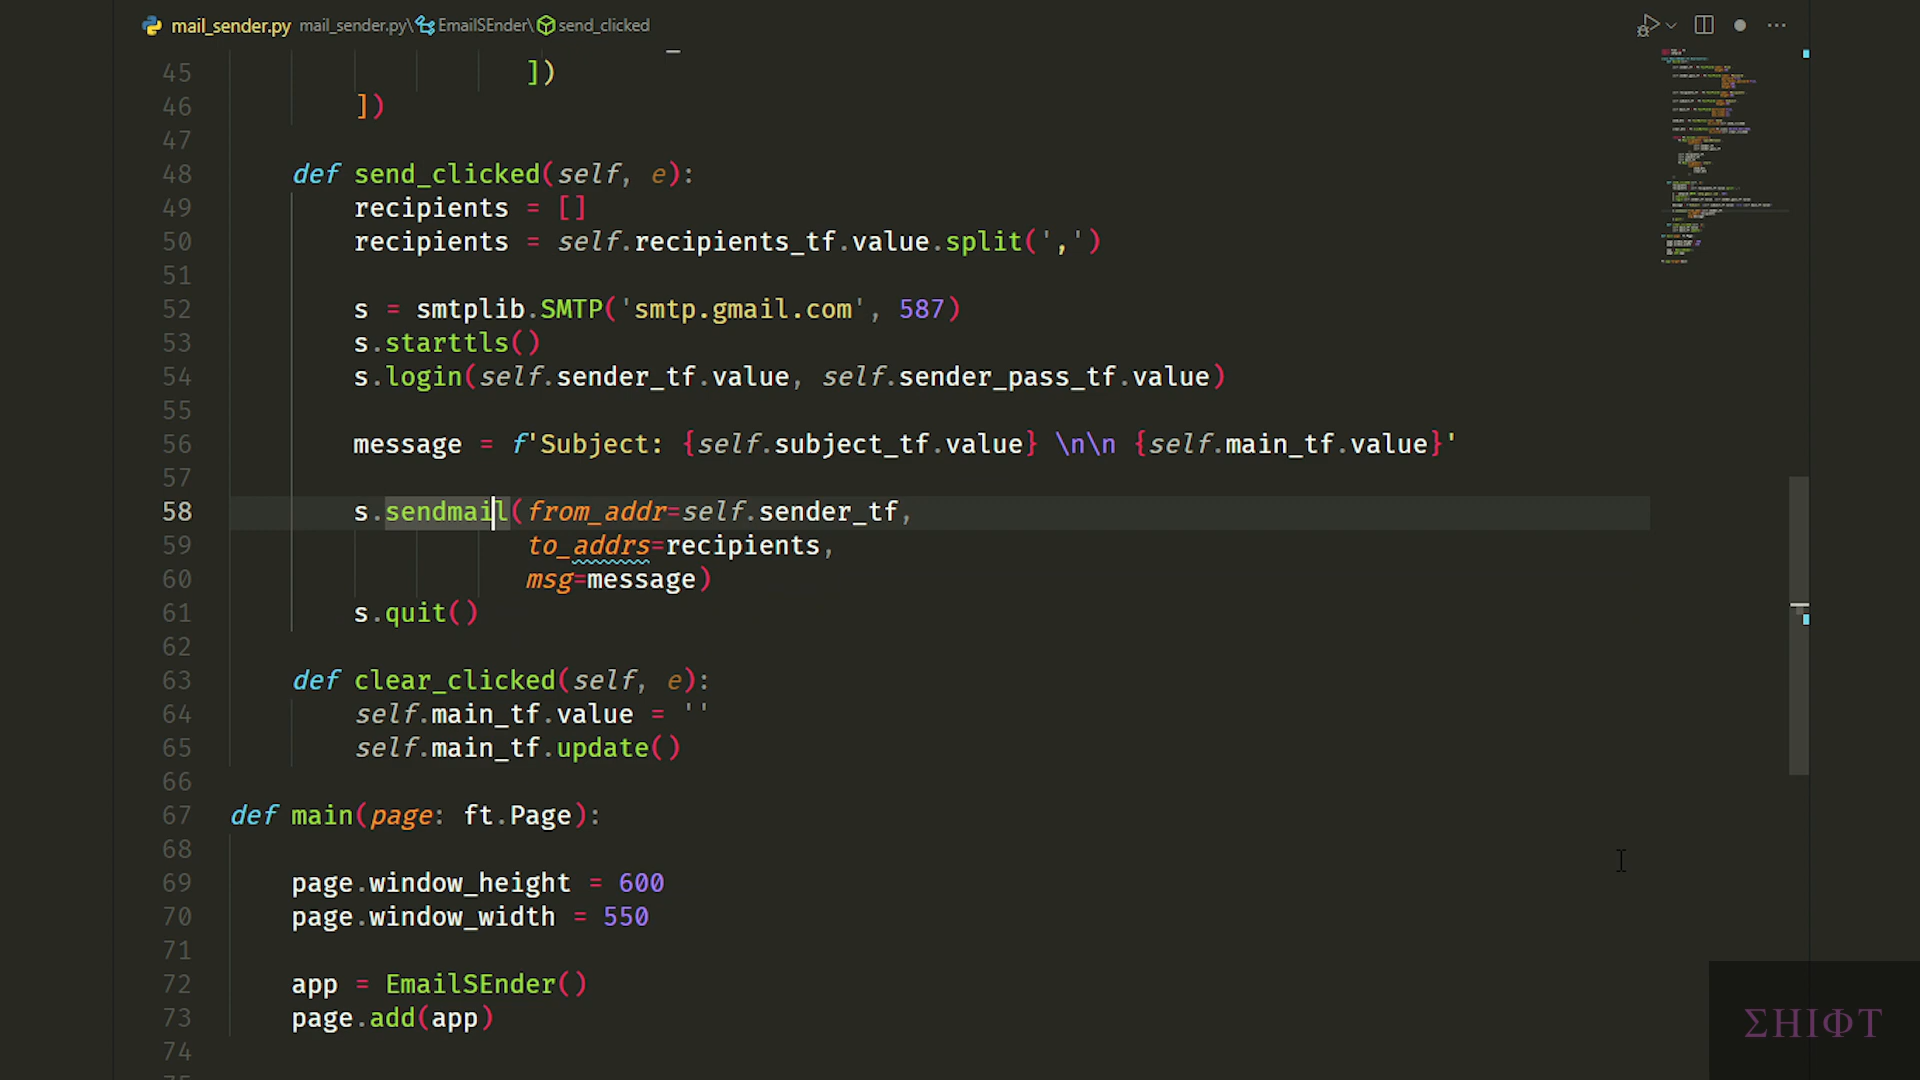 mail_sender.py mail_sender.py\EmailSEnder\send_clicked
45 ])
46 ])
47
48 def send_clicked(self, e):
49 recipients = []
50 recipients = self.recipients_tf.value.split(',')
51
52 s = smtplib.SMTP('smtp.gmail.com', 587)
53 s.starttls()
54 s.login(self.sender_tf.value, self.sender_pass_tf.value)
55
56 message = f'Subject: {self.subject_tf.value} \n\n {self.main_tf.value}'
57
58 s.sendmail(from_addr=self.sender_tf,
59 to_addrs=recipients,
60 msg=message)
61 s.quit()
62
63 def clear_clicked(self, e):
64 self.main_tf.value = ''
65 self.main_tf.update()
66
67 def main(page: ft.Page):
68
69 page.window_height = 600
70 page.window_width = 550
71
72 app = EmailSEnder()
73 page.add(app)
74
ΣHIΦT